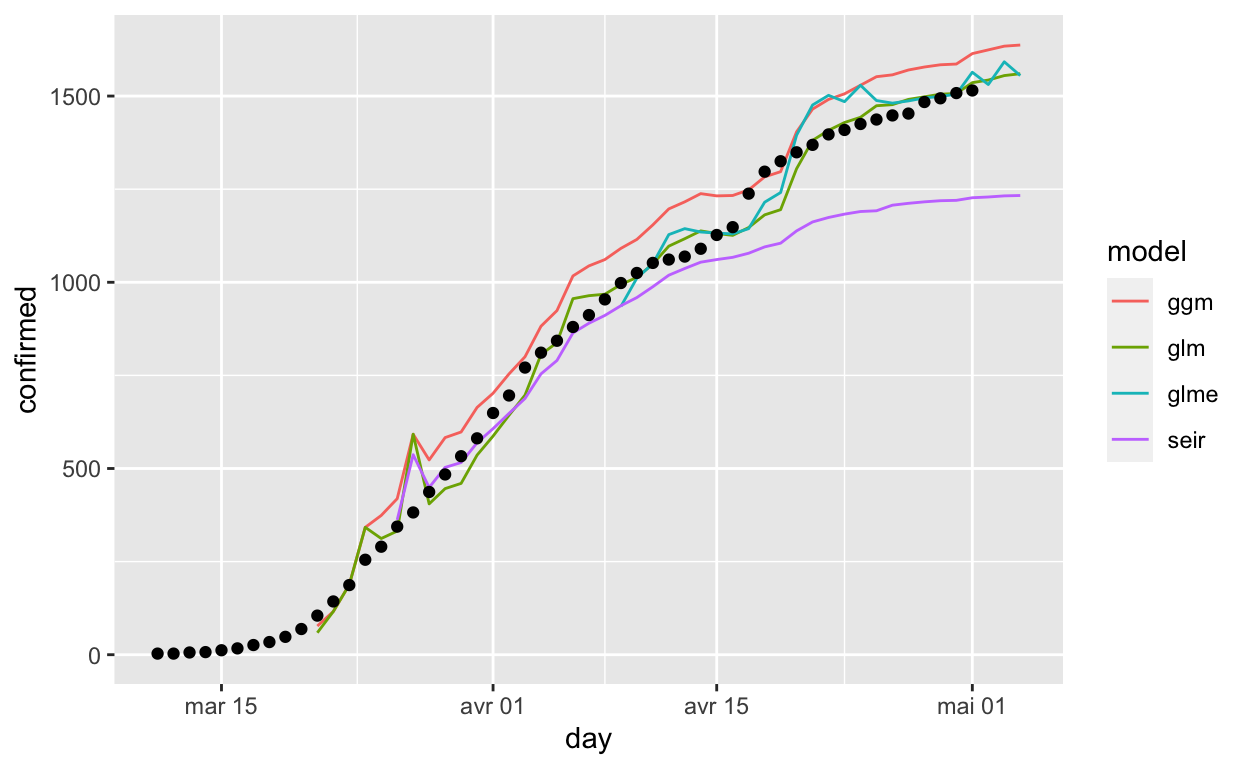 1500
1000
500
0
confirmed
mar 15
avr 01
avr 15
mai 01
day
model
ggm
glm
glme
seir